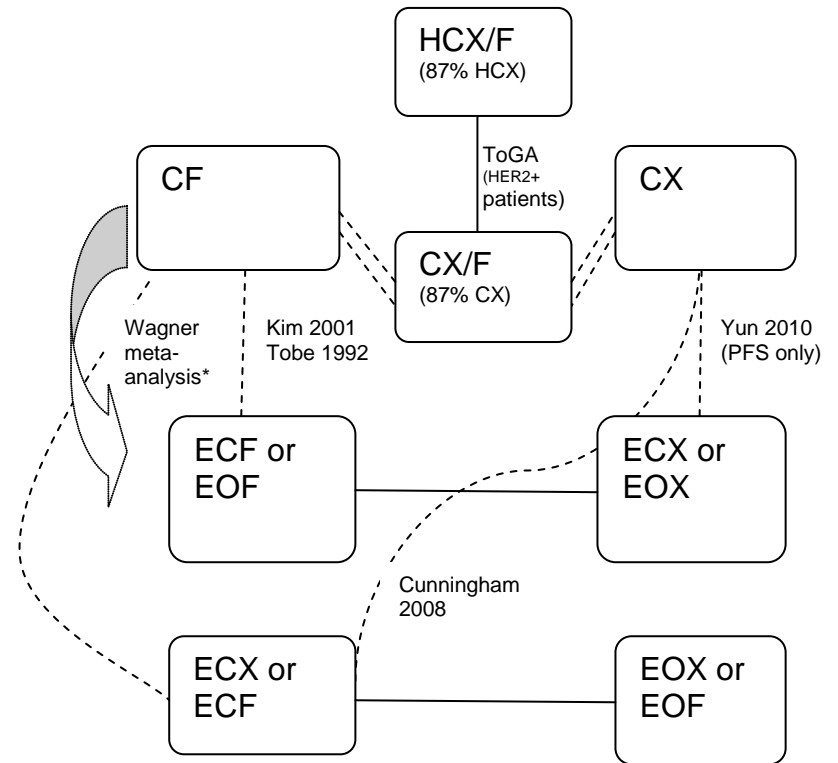 HCX/F
(87% HCX)
ToGA
(HER2+
patients)
CF
CX
CX/F
(87% CX)
Wagner
meta-
analysis*
Kim 2001
Tobe 1992
Yun 2010
(PFS only)
ECF or
EOF
ECX or
EOX
Cunningham
2008
ECX or
ECF
EOX or
EOF